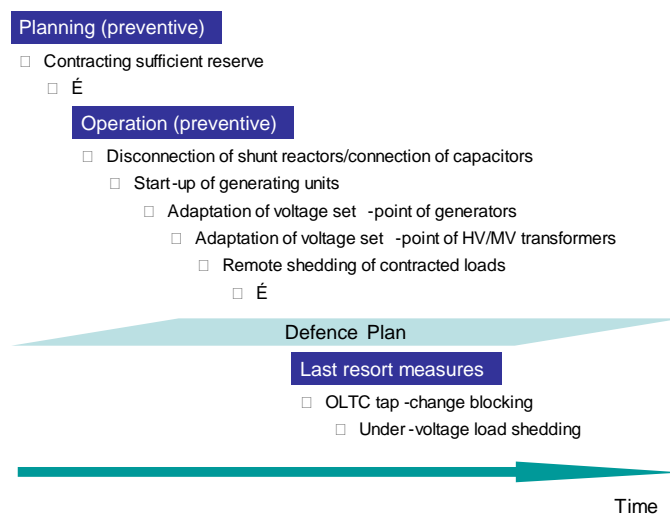 Planning (preventive)
□ Contracting sufficient reserve
□ É
Operation (preventive)
□ Disconnection of shunt reactors/connection of capacitors
□ Start-up of generating units
□ Adaptation of voltage set -point of generators
□ Adaptation of voltage set -point of HV/MV transformers
□ Remote shedding of contracted loads
□ É
Defence Plan
Last resort measures
□ OLTC tap -change blocking
□ Under -voltage load shedding
Time